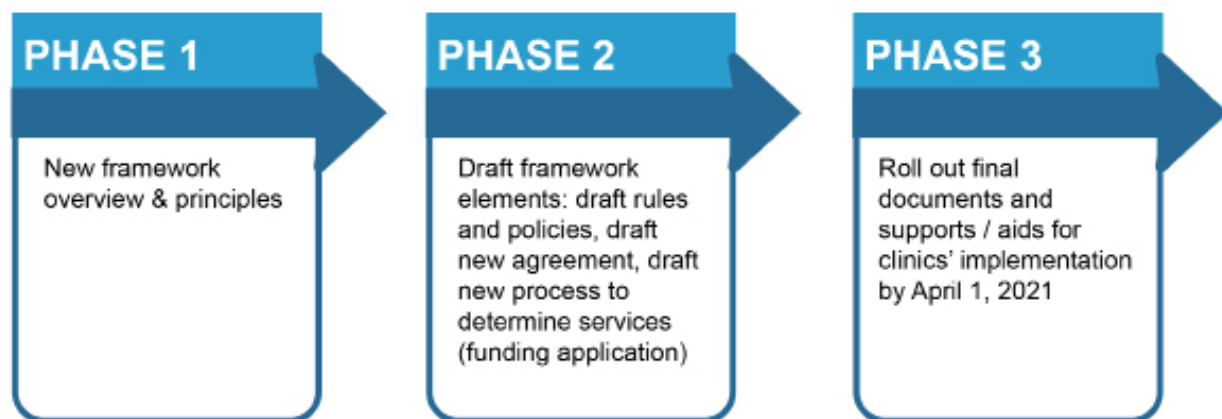 PHASE 1
New framework
overview & principles
PHASE 2
Draft framework
elements: draft rules
and policies, draft
new agreement, draft
new process to
determine services
(funding application)
PHASE 3
Roll out final
documents and
supports / aids for
clinics’ implementation
by April 1, 2021